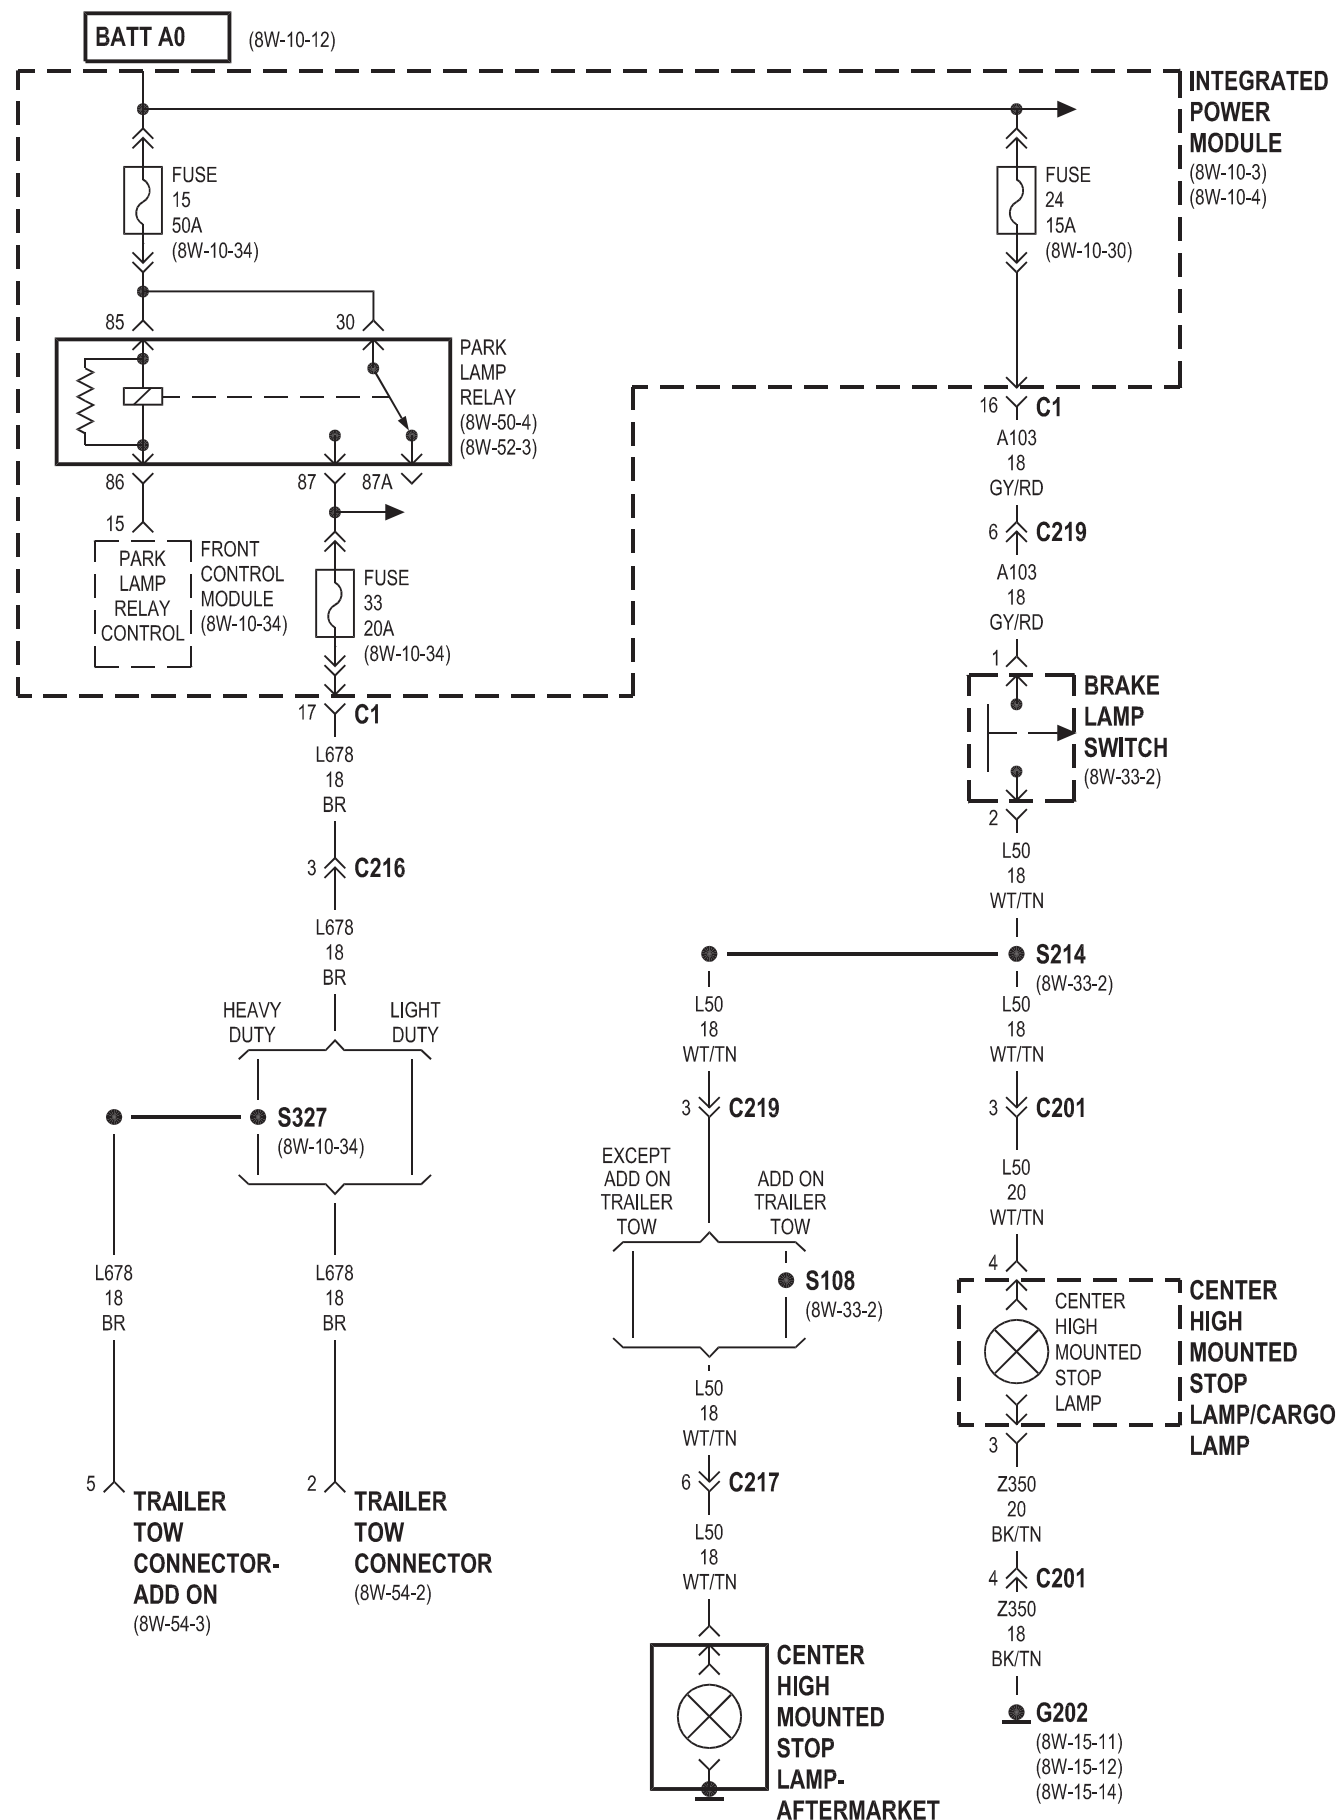 BATT A0 (8W-10-12)
INTEGRATED
POWER
MODULE
(8W-10-3)
(8W-10-4)
FUSE
15
50A
(8W-10-34)
FUSE
24
15A
(8W-10-30)
85
30
PARK
LAMP
RELAY
(8W-50-4)
(8W-52-3)
86
87
87A
15
PARK
LAMP
RELAY
CONTROL
FRONT
CONTROL
MODULE
(8W-10-34)
FUSE
33
20A
(8W-10-34)
17 C1
L678
18
BR
3 C216
L678
18
BR
HEAVY
DUTY
LIGHT
DUTY
S327
(8W-10-34)
L678
18
BR
L678
18
BR
5
TRAILER
TOW
CONNECTOR-
ADD ON
(8W-54-3)
2
TRAILER
TOW
CONNECTOR
(8W-54-2)
16 C1
A103
18
GY/RD
6 C219
A103
18
GY/RD
1
BRAKE
LAMP
SWITCH
(8W-33-2)
2
L50
18
WT/TN
S214
(8W-33-2)
L50
18
WT/TN
3 C219
EXCEPT
ADD ON
TRAILER
TOW
ADD ON
TRAILER
TOW
S108
(8W-33-2)
L50
18
WT/TN
6 C217
L50
18
WT/TN
CENTER
HIGH
MOUNTED
STOP
LAMP-
AFTERMARKET
L50
18
WT/TN
3 C201
L50
20
WT/TN
4
CENTER
HIGH
MOUNTED
STOP
LAMP
CENTER
HIGH
MOUNTED
STOP
LAMP/CARGO
LAMP
3
Z350
20
BK/TN
4 C201
Z350
18
BK/TN
G202
(8W-15-11)
(8W-15-12)
(8W-15-14)